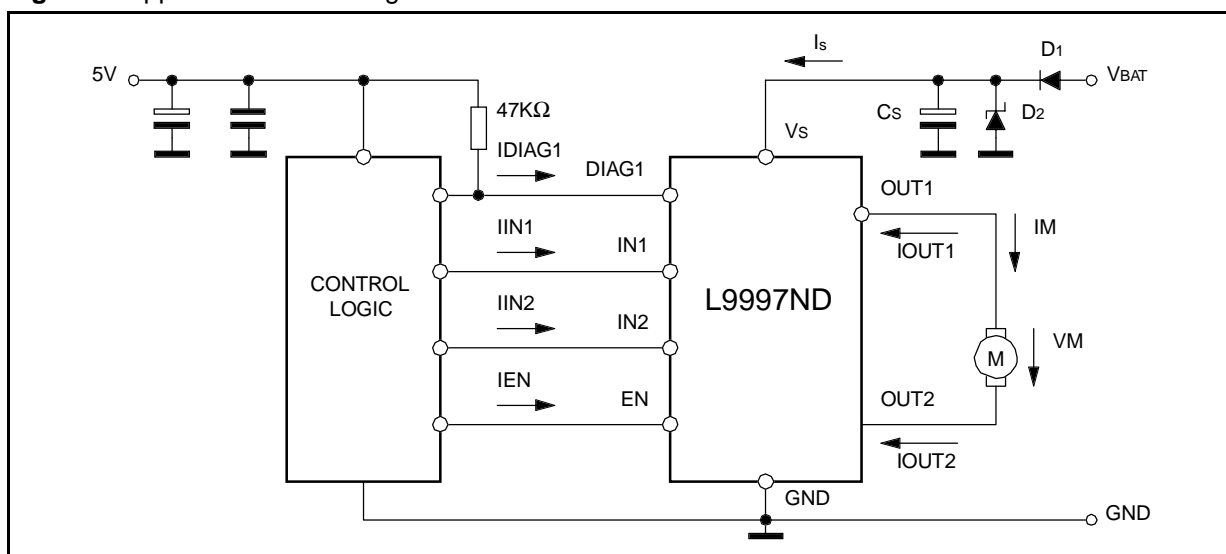 Is
D1
5V
VBAT
47KΩ
Cs
D2
IDIAG1
Vs
DIAG1
OUT1
IIN1
IM
IN1
IOUT1
CONTROL
LOGIC
L9997ND
IIN2
IN2
VM
M
IEN
EN
OUT2
IOUT2
GND
GND